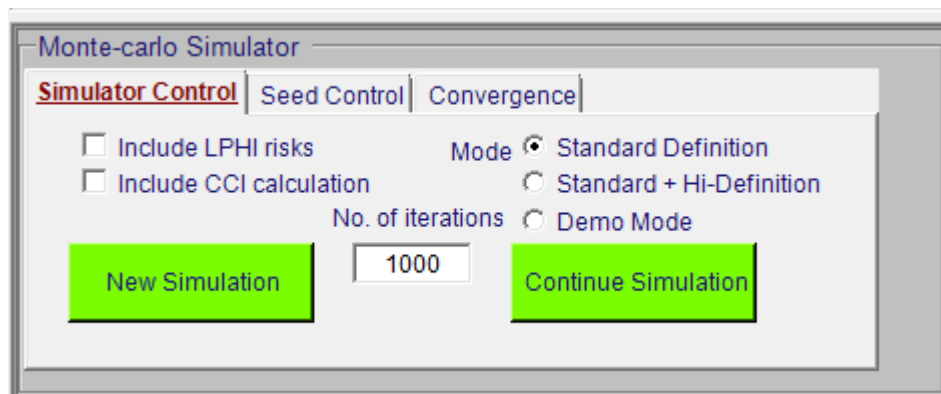 Monte-carlo Simulator
Simulator Control Seed Control Convergence
Include LPHI risks Mode Standard Definition
Include CCI calculation Standard + Hi-Definition
No. of iterations Demo Mode
New Simulation 1000 Continue Simulation